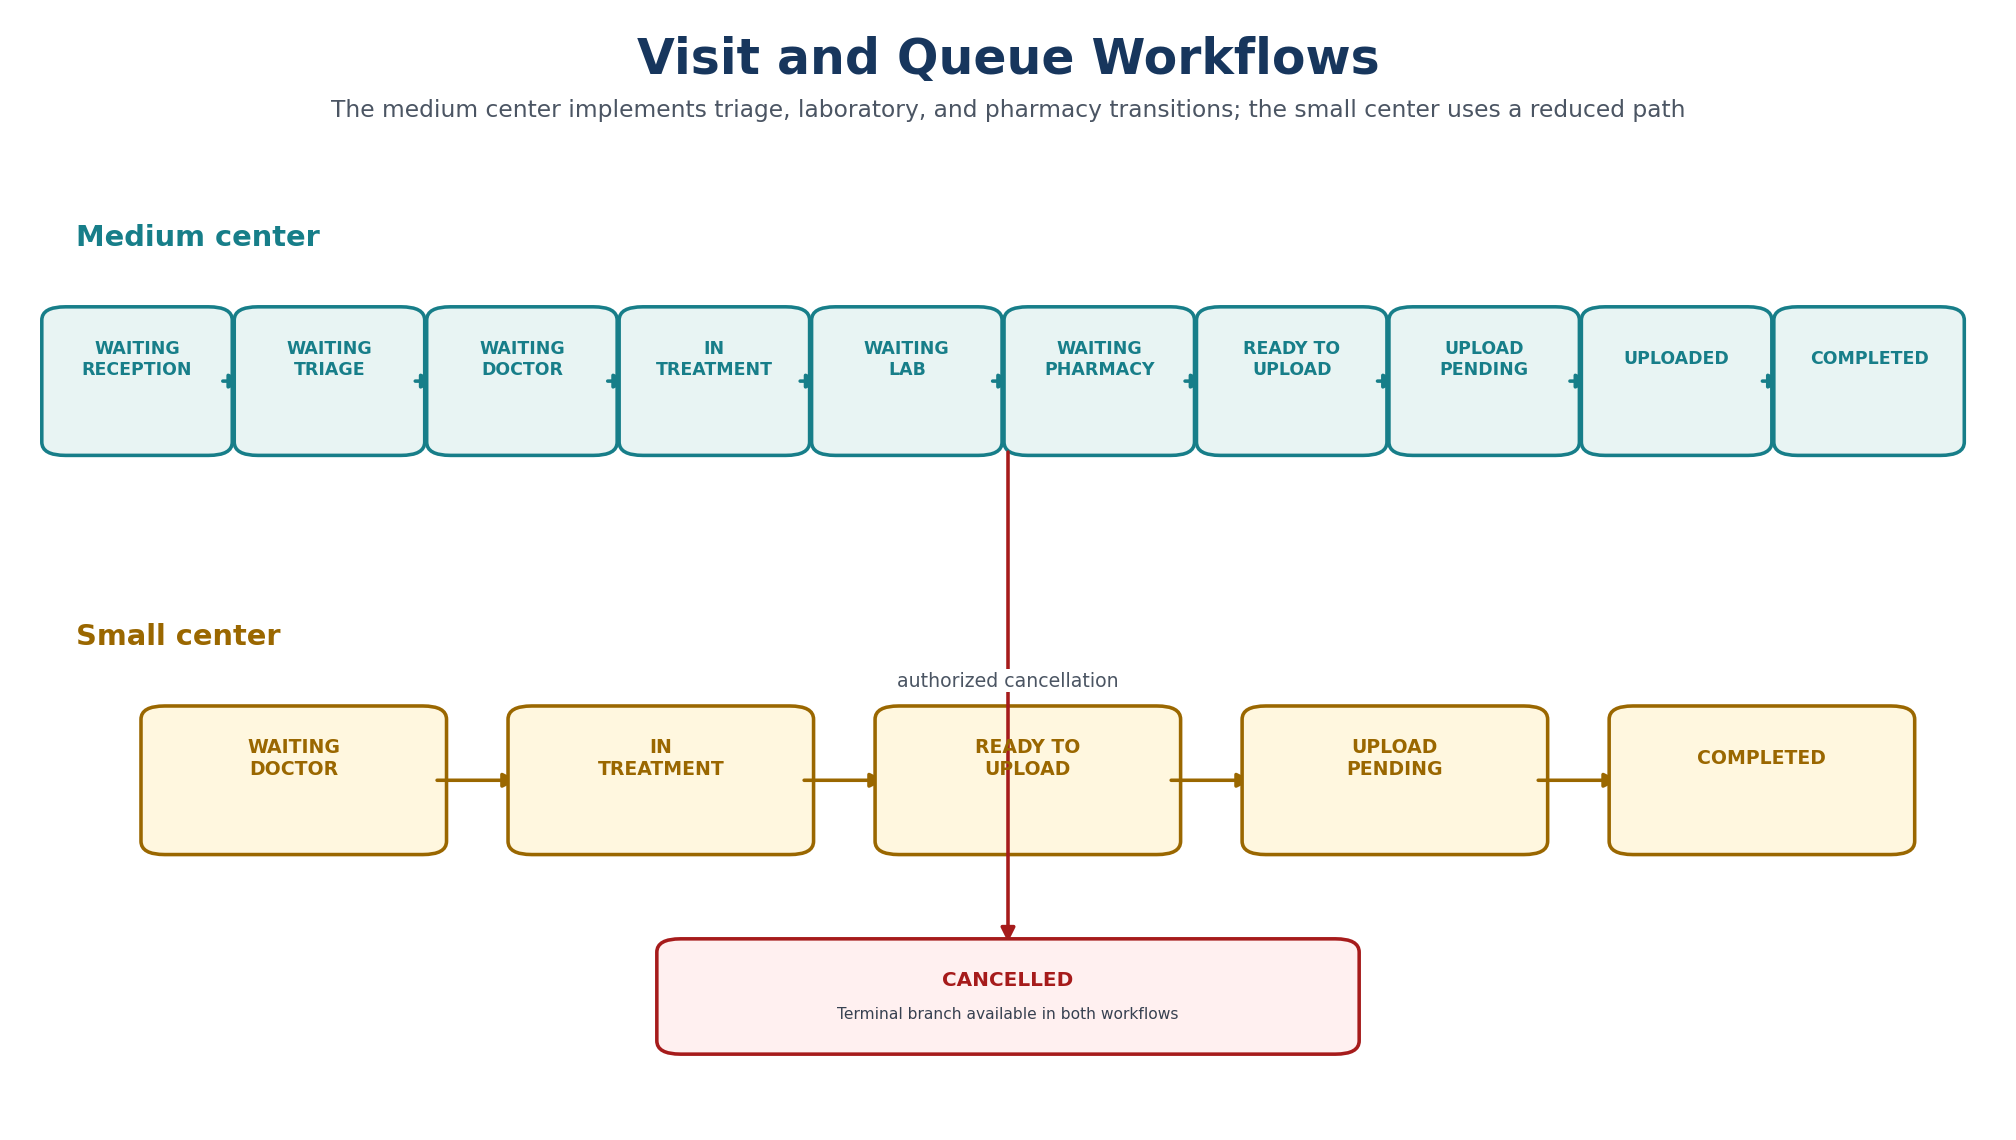 Visit and Queue Workflows
The medium center implements triage, laboratory, and pharmacy transitions; the small center uses a reduced path
Medium center
WAITING
RECEPTION
WAITING
TRIAGE
WAITING
DOCTOR
IN
TREATMENT
WAITING
LAB
WAITING
PHARMACY
READY TO
UPLOAD
UPLOAD
PENDING
UPLOADED
COMPLETED
Small center
authorized cancellation
WAITING
DOCTOR
IN
TREATMENT
READY TO
UPLOAD
UPLOAD
PENDING
COMPLETED
CANCELLED
Terminal branch available in both workflows